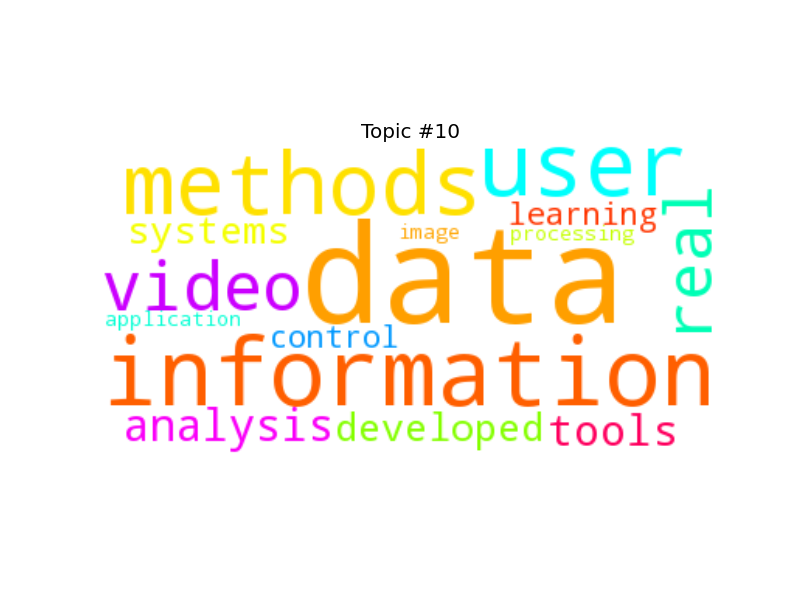 Topic #10
methods user
learning
systems image processing
real
data
video
application
control
information
analysis developed tools